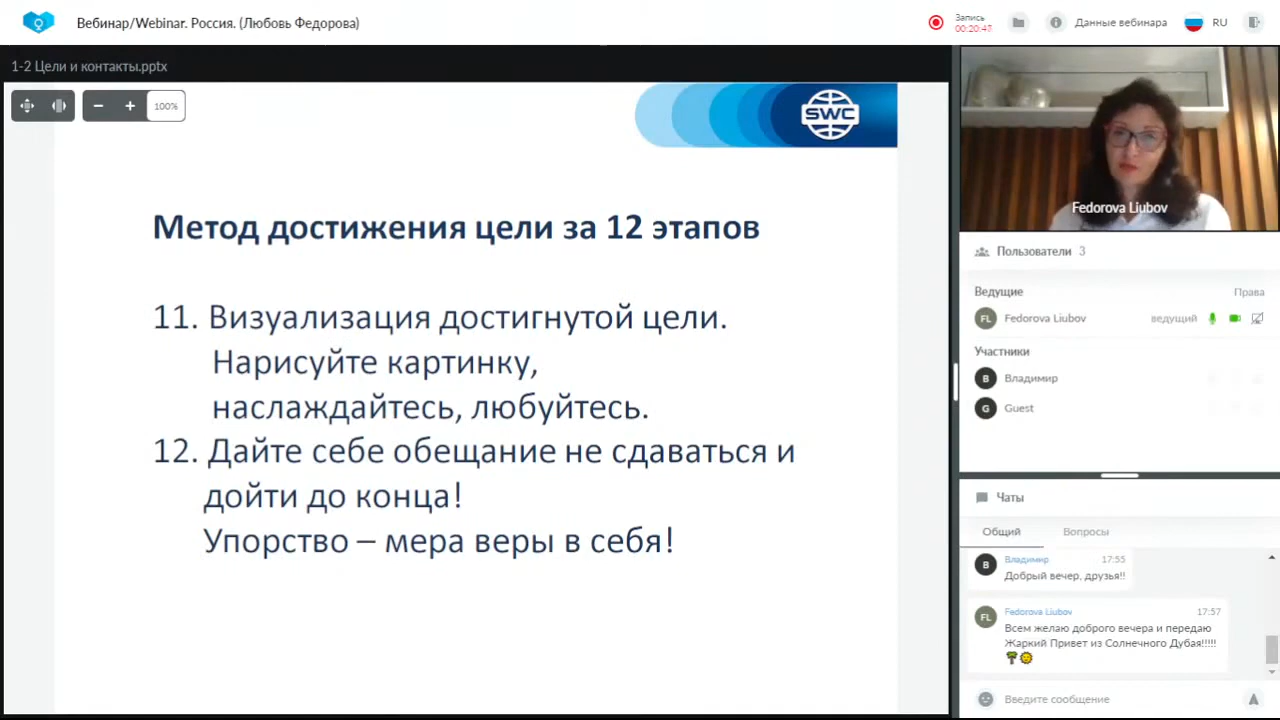 Вебинар/Webinar. Россия. (Любовь Федорова)
Запись
00:20:47
Данные вебинара
RU
1-2 Цели и контакты.pptx
100%
SWC
Метод достижения цели за 12 этапов
11. Визуализация достигнутой цели.
Нарисуйте картинку,
наслаждайтесь, любуйтесь.
12. Дайте себе обещание не сдаваться и
дойти до конца!
Упорство – мера веры в себя!
Fedorova Liubov
Пользователи 3
Ведущие Права
FL Fedorova Liubov ведущий
Участники
В Владимир
G Guest
Чаты
Общий Вопросы
В Владимир 17:55
Добрый вечер, друзья!!
FL Fedorova Liubov 17:57
Всем желаю доброго вечера и передаю
Жаркий Привет из Солнечного Дубая!!!!!
Введите сообщение